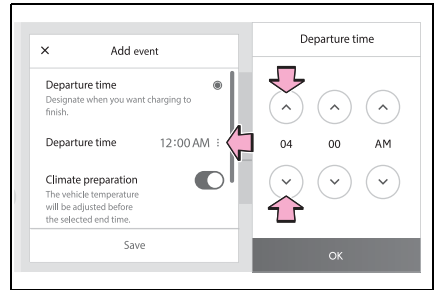 Add event
Departure time
Designate when you want charging to
finish.
Departure time 12:00 AM
Climate preparation
The vehicle temperature
will be adjusted before
the selected end time.
Save
Departure time
04 00 AM
OK